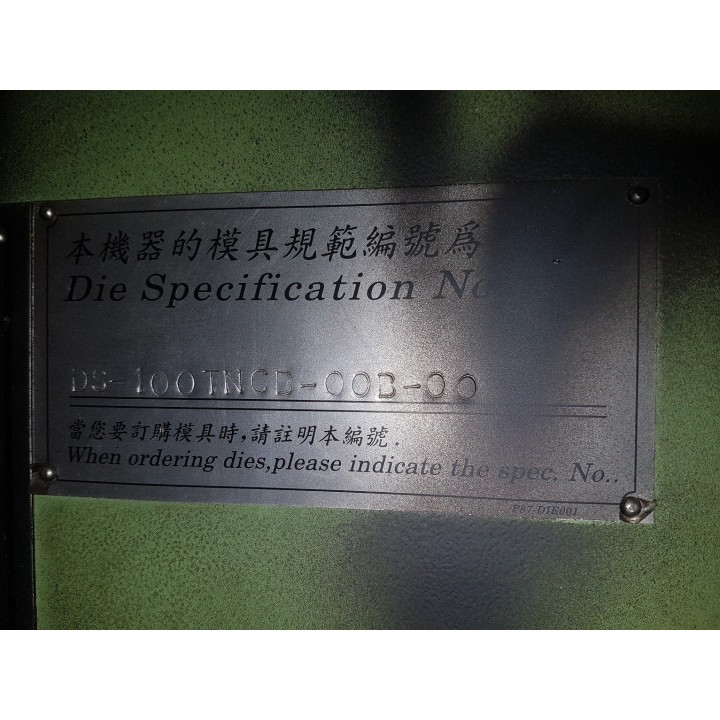 本機器的模具規範編號爲
Die Specification No
DS-100TNCB-00B-00
當您要訂購模具時,請註明本編號.
When ordering dies,please indicate the spec. No..
P87-DIE001